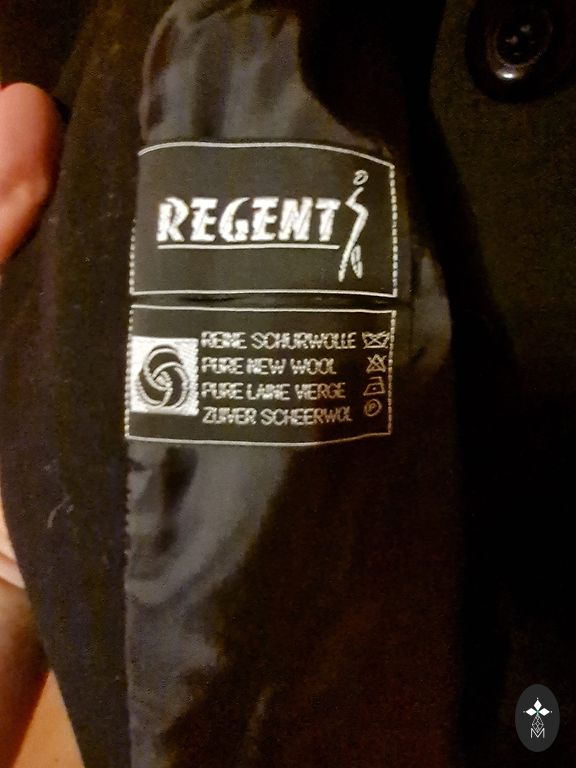 REGENT
REINE SCHURWOLLE
PURE NEW WOOL
PURE LAINE VIERGE
ZUIVER SCHEERWOL
P
M